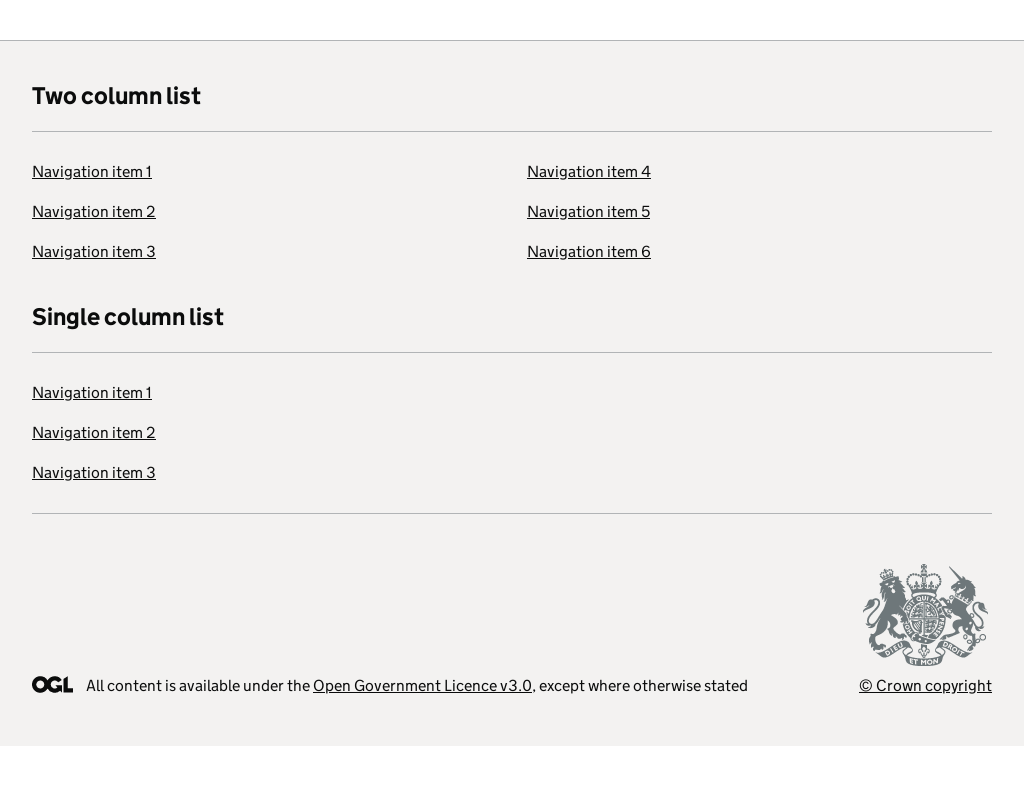 Two column list
Navigation item 1
Navigation item 2
Navigation item 3
Navigation item 4
Navigation item 5
Navigation item 6
Single column list
Navigation item 1
Navigation item 2
Navigation item 3
DIEU ET MON DROIT
OGL All content is available under the Open Government Licence v3.0, except where otherwise stated
© Crown copyright